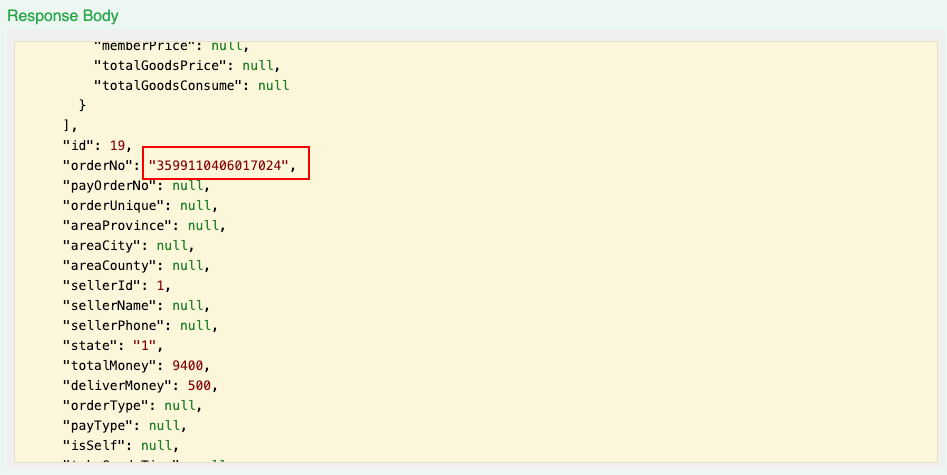 Response Body
"memberPrice": null,
"totalGoodsPrice": null,
"totalGoodsConsume": null
}
],
"id": 19,
"orderNo": "3599110406017024",
"payOrderNo": null,
"orderUnique": null,
"areaProvince": null,
"areaCity": null,
"areaCounty": null,
"sellerId": 1,
"sellerName": null,
"sellerPhone": null,
"state": "1",
"totalMoney": 9400,
"deliverMoney": 500,
"orderType": null,
"payType": null,
"isSelf": null,